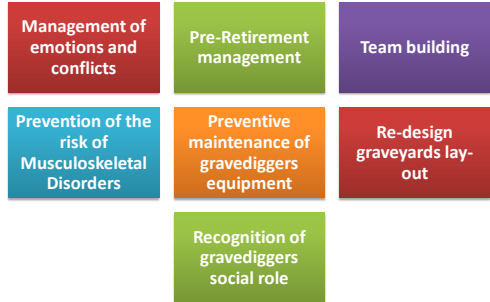 Management of
emotions and
conflicts
Pre-Retirement
management
Team building
Prevention of the
risk of
Musculoskeletal
Disorders
Preventive
maintenance of
gravediggers
equipment
Re-design
graveyards lay-
out
Recognition of
gravediggers
social role